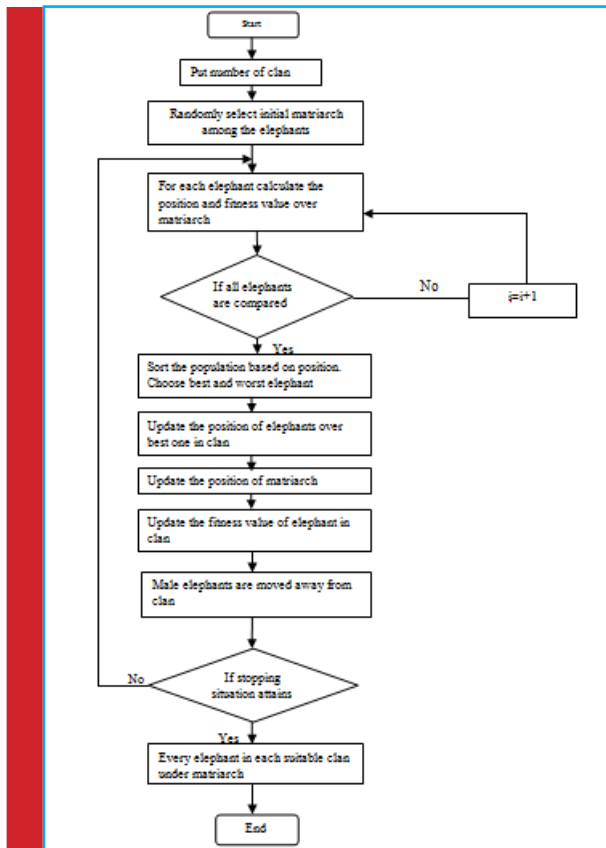 Start
Put number of clan
Randomly select initial matriarch
among the elephants
For each elephant calculate the
position and fitness value over
matriarch
If all elephants
are compared
No
i=i+1
Yes
Sort the population based on position.
Choose best and worst elephant
Update the position of elephants over
best one in clan
Update the position of matriarch
Update the fitness value of elephant in
clan
Male elephants are moved away from
clan
No
If stopping
situation attains
Yes
Every elephant in each suitable clan
under matriarch
End